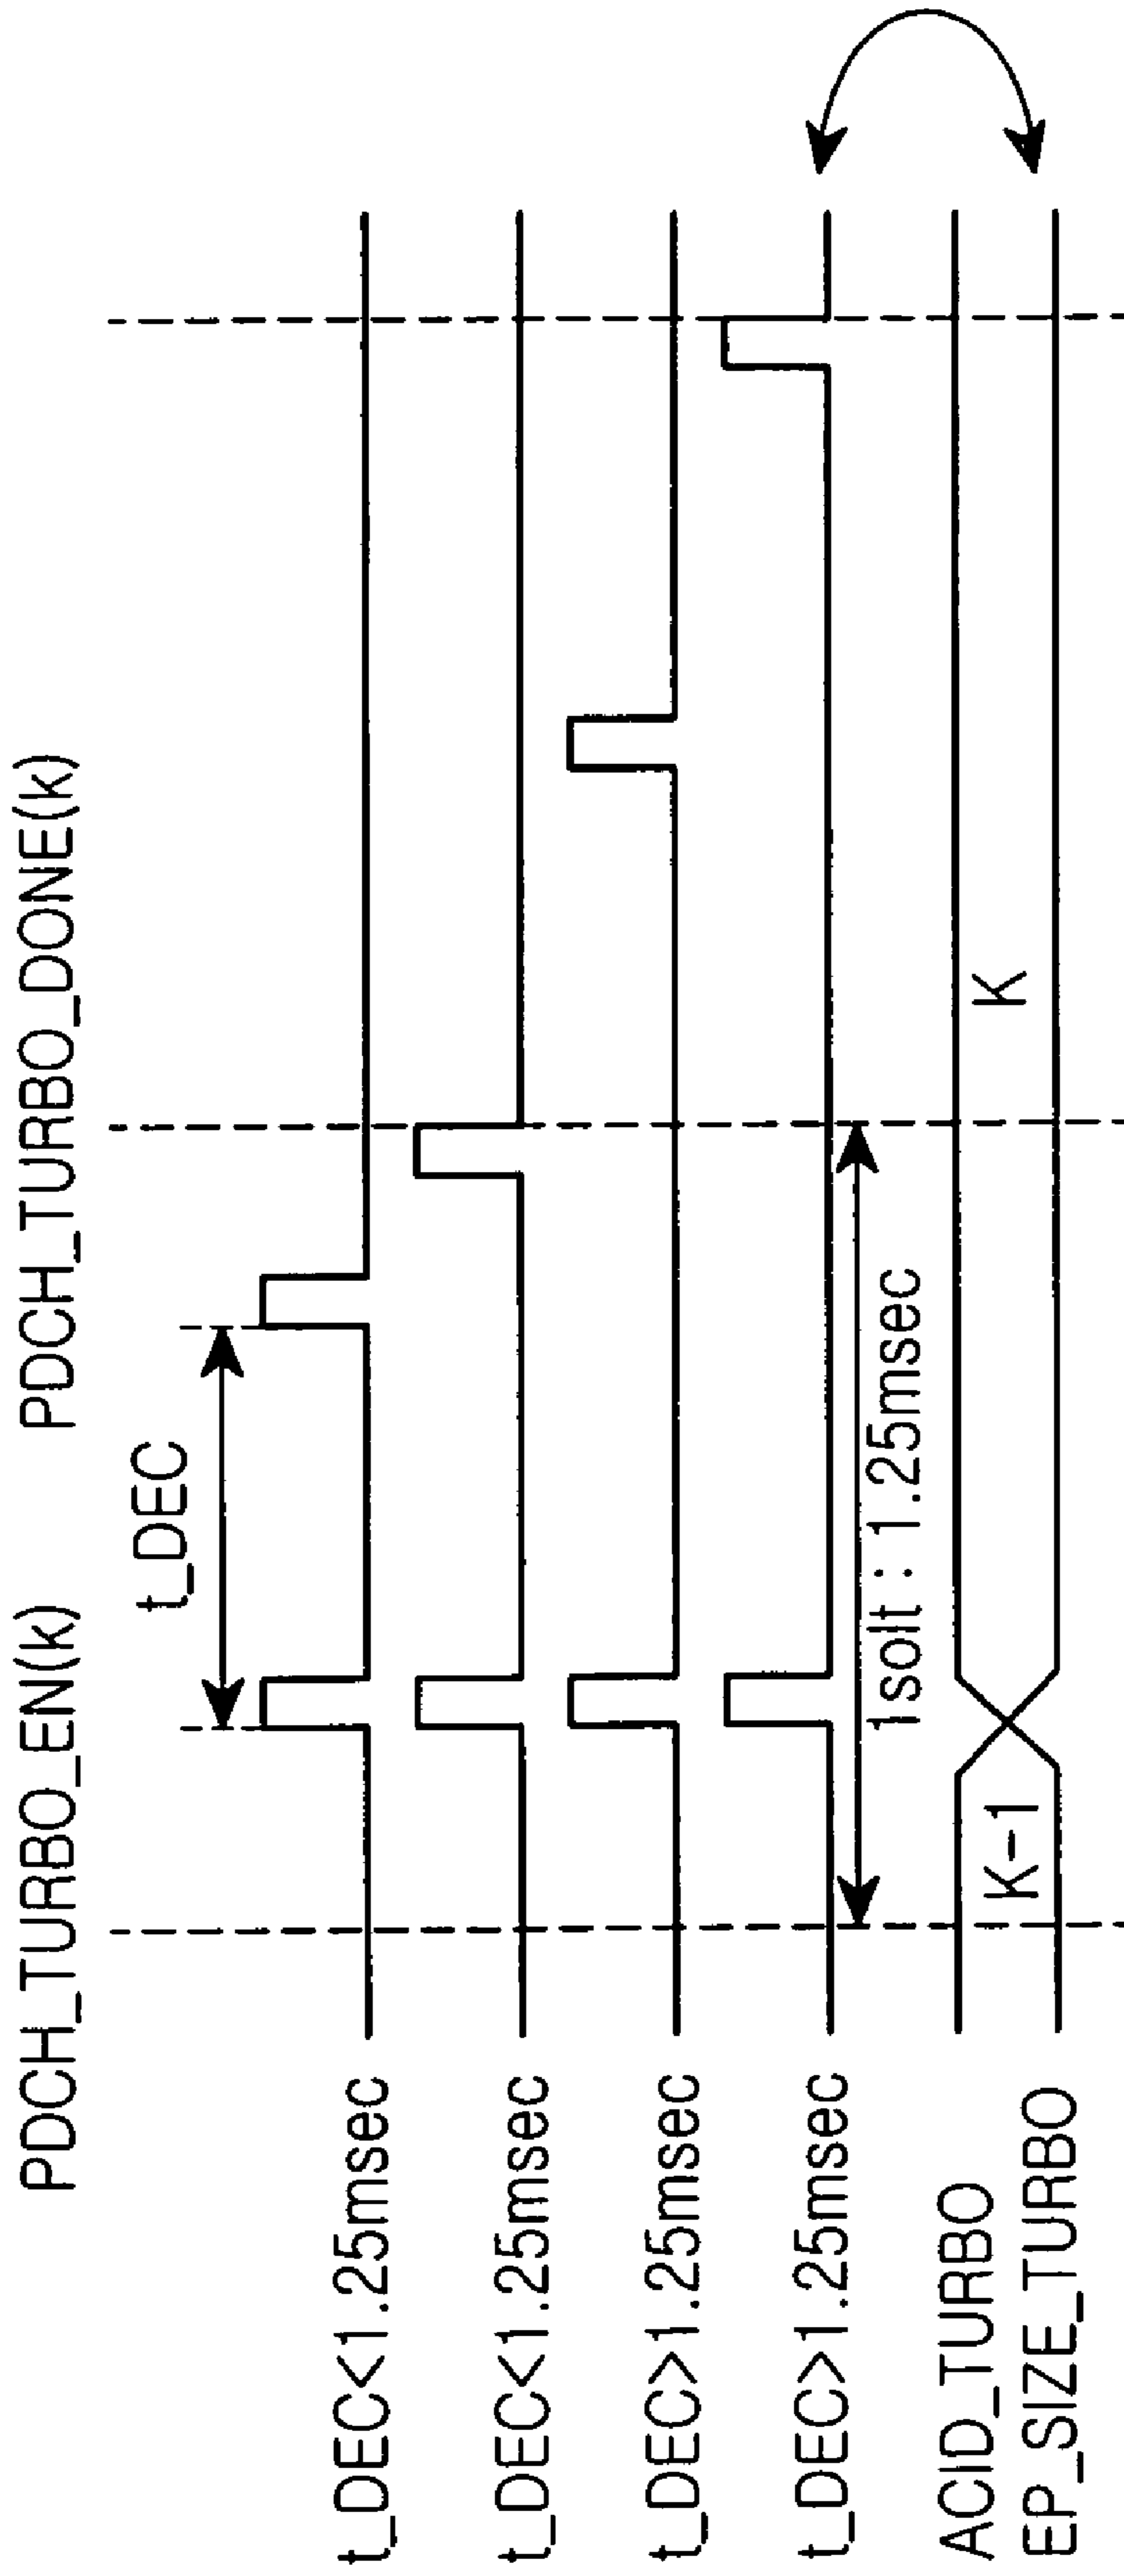 PDCH_TURBO_EN(k) PDCH_TURBO_DONE(k)
t_DEC
t_DEC<1.25msec
t_DEC<1.25msec
t_DEC>1.25msec
t_DEC>1.25msec
1solt : 1.25msec
ACID_TURBO
EP_SIZE_TURBO
K-1
K